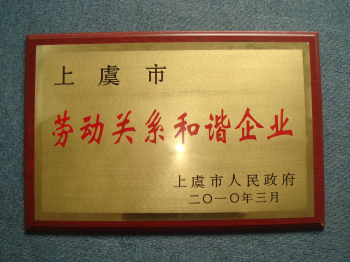 上虞市
劳动关系和谐企业
上虞市人民政府
二〇一〇年三月